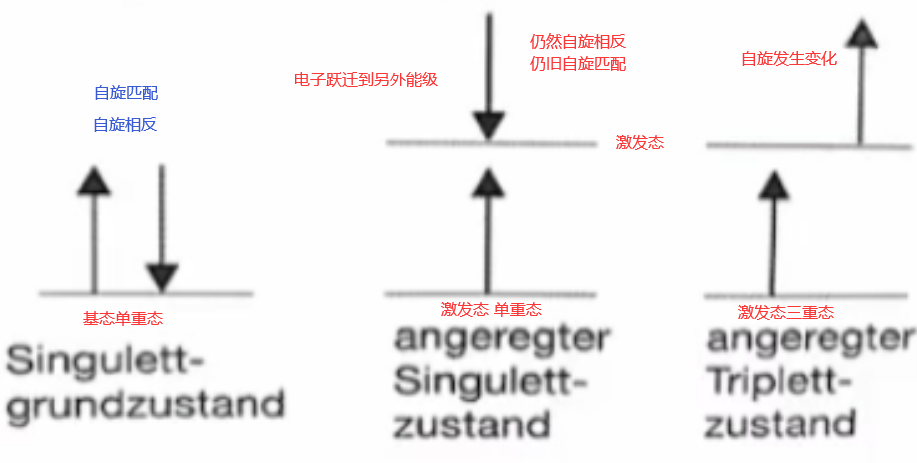 自旋匹配
自旋相反
基态单重态
Singulett-
grundzustand
电子跃迁到另外能级
仍然自旋相反
仍旧自旋匹配
激发态
激发态 单重态
angeregter
Singulett-
zustand
自旋发生变化
激发态三重态
angeregter
Triplett-
zustand